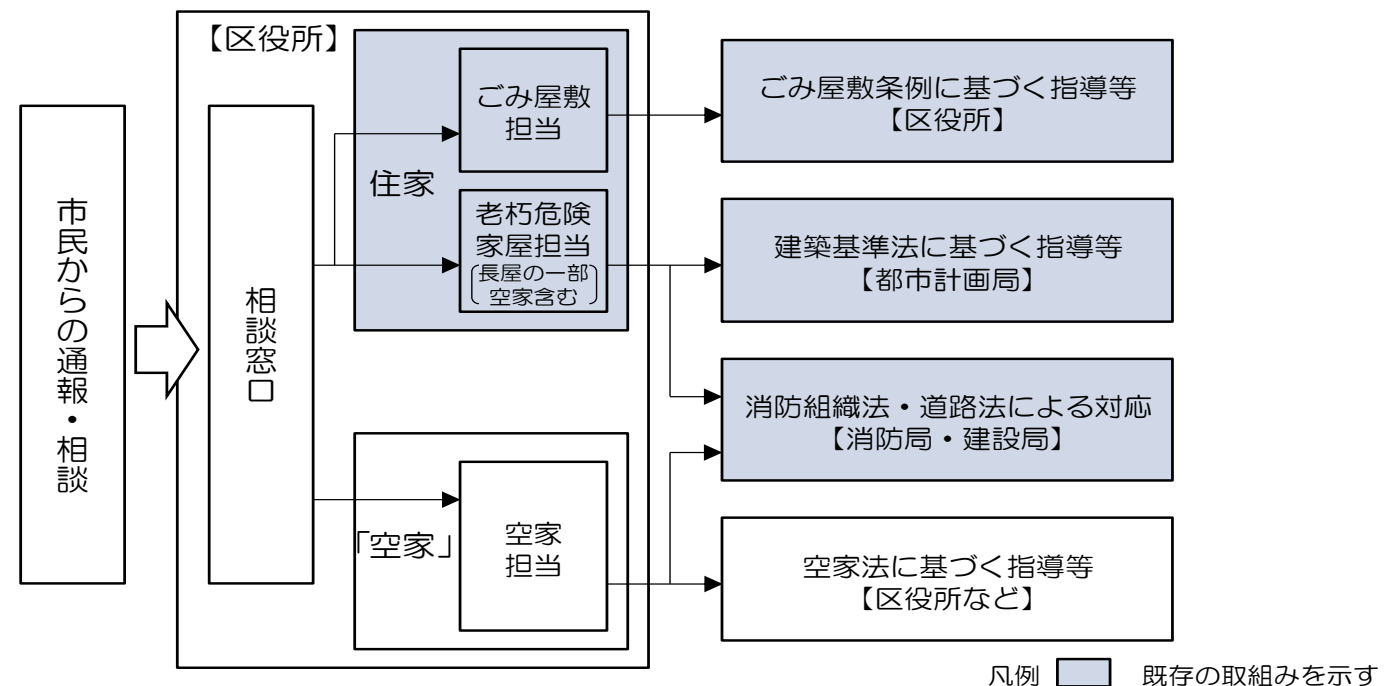 【区役所】
市民からの通報・相談
相談窓口
住家
ごみ屋敷
担当
老朽危険
家屋担当
長屋の一部
空家含む
「空家」
空家
担当
ごみ屋敷条例に基づく指導等
【区役所】
建築基準法に基づく指導等
【都市計画局】
消防組織法・道路法による対応
【消防局・建設局】
空家法に基づく指導等
【区役所など】
凡例 既存の取組みを示す